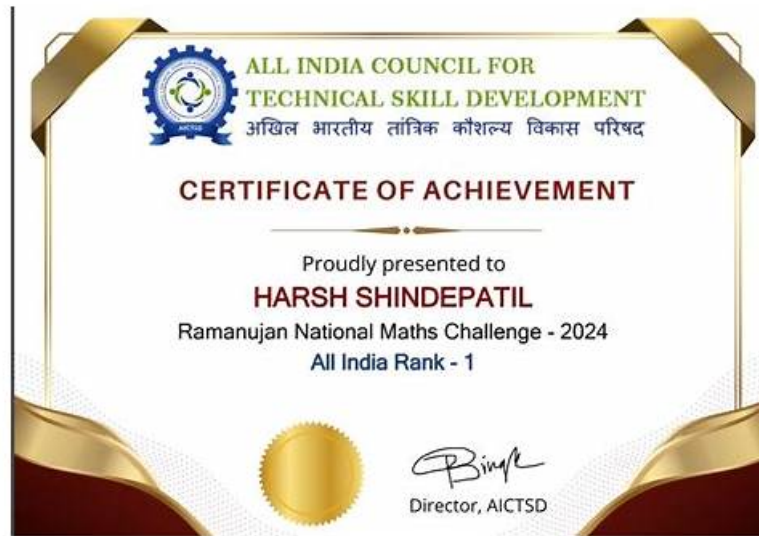 ALL INDIA COUNCIL FOR
TECHNICAL SKILL DEVELOPMENT
अखिल भारतीय तांत्रिक कौशल्य विकास परिषद
AICTSD
CERTIFICATE OF ACHIEVEMENT
Proudly presented to
HARSH SHINDEPATIL
Ramanujan National Maths Challenge - 2024
All India Rank - 1
Director, AICTSD